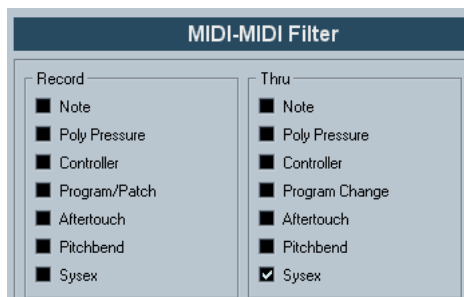 MIDI-MIDI Filter
Record
Note
Poly Pressure
Controller
Program/Patch
Aftertouch
Pitchbend
Sysex
Thru
Note
Poly Pressure
Controller
Program Change
Aftertouch
Pitchbend
Sysex